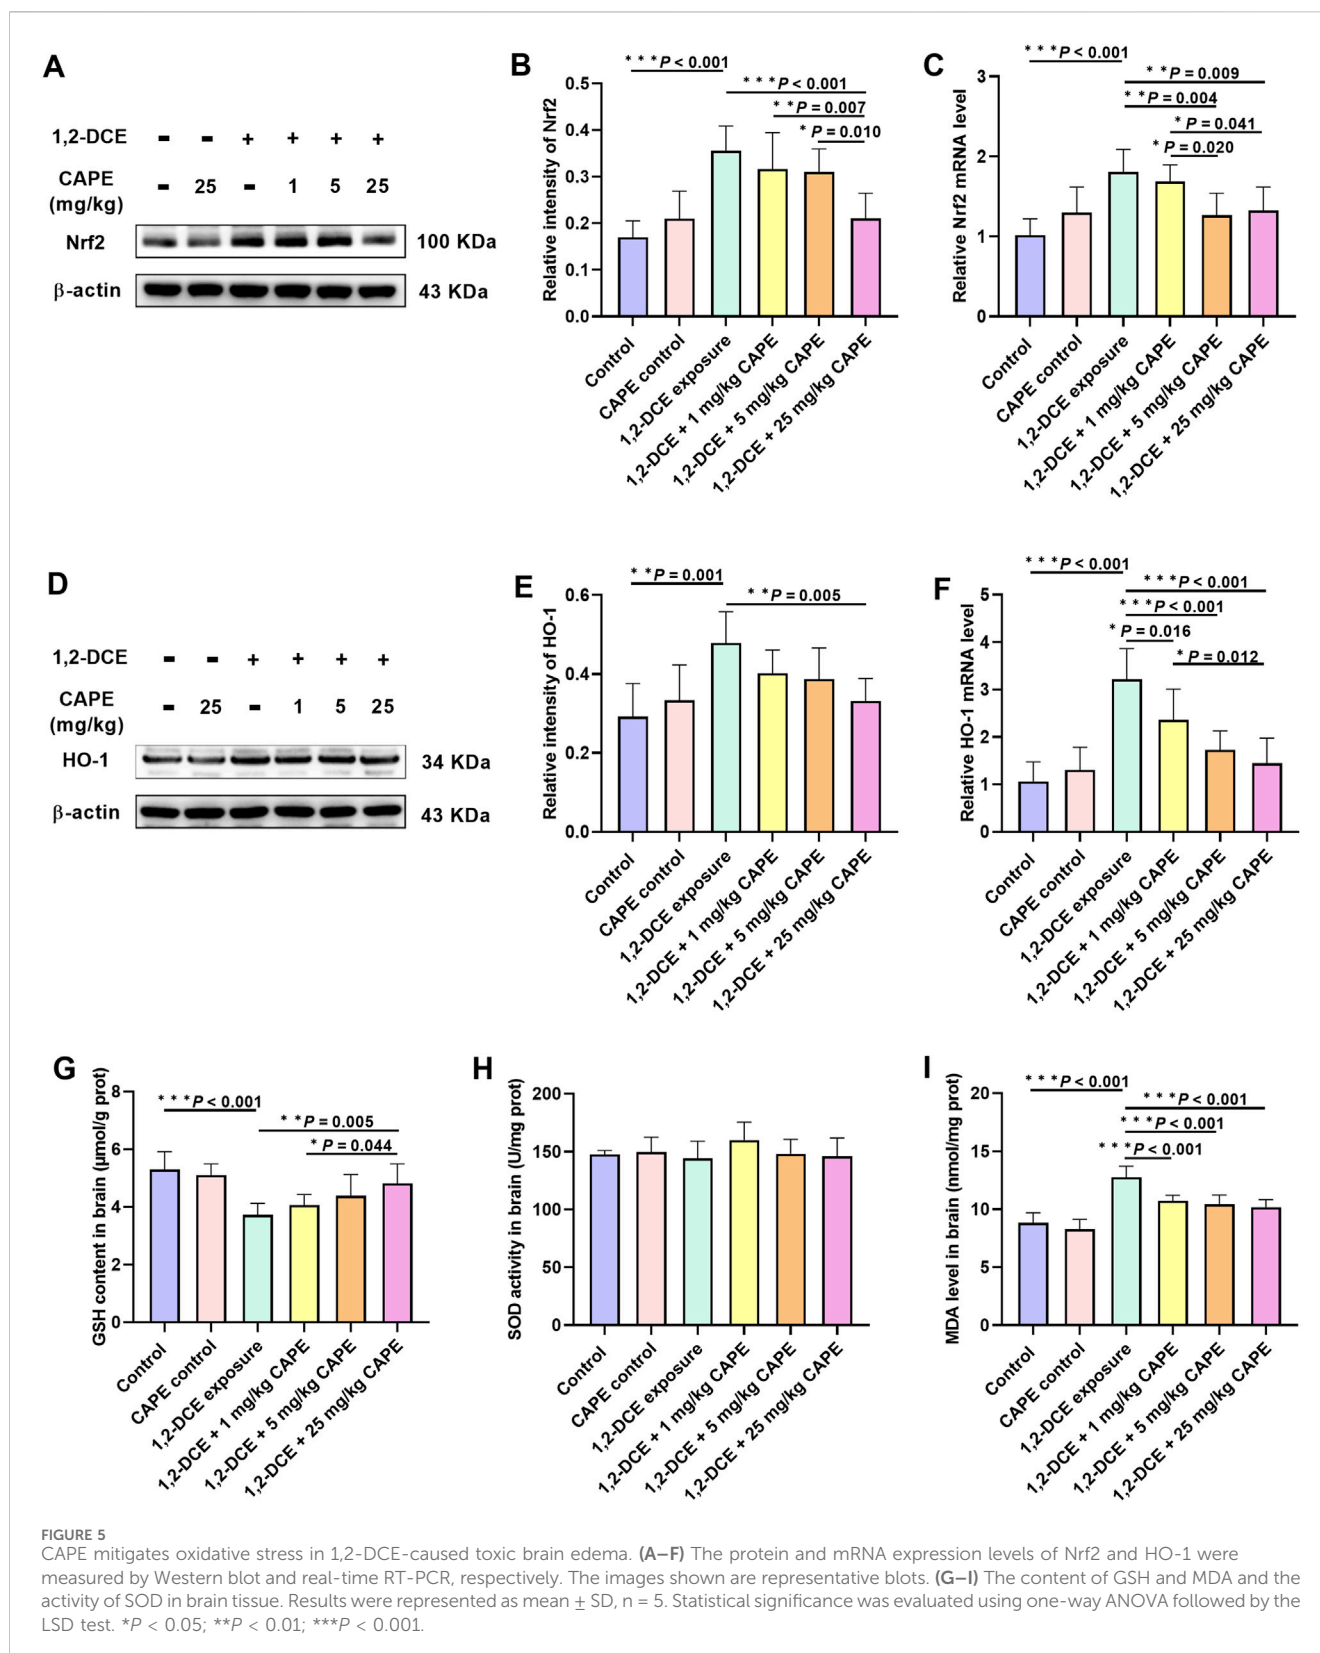 A
1,2-DCE - - + + + +
CAPE - 25 - 1 5 25
(mg/kg)
Nrf2 100 KDa
β-actin 43 KDa
B
***P < 0.001
***P < 0.001
**P = 0.007
*P = 0.010
Relative intensity of Nrf2
0.5
0.4
0.3
0.2
0.1
0.0
Control
CAPE control
1,2-DCE exposure
1,2-DCE + 1 mg/kg CAPE
1,2-DCE + 5 mg/kg CAPE
1,2-DCE + 25 mg/kg CAPE
C
***P < 0.001
**P = 0.009
**P = 0.004
*P = 0.041
*P = 0.020
Relative Nrf2 mRNA level
3
2
1
0
Control
CAPE control
1,2-DCE exposure
1,2-DCE + 1 mg/kg CAPE
1,2-DCE + 5 mg/kg CAPE
1,2-DCE + 25 mg/kg CAPE
D
1,2-DCE - - + + + +
CAPE - 25 - 1 5 25
(mg/kg)
HO-1 34 KDa
β-actin 43 KDa
E
**P = 0.001
**P = 0.005
Relative intensity of HO-1
0.6
0.4
0.2
0.0
Control
CAPE control
1,2-DCE exposure
1,2-DCE + 1 mg/kg CAPE
1,2-DCE + 5 mg/kg CAPE
1,2-DCE + 25 mg/kg CAPE
F
***P < 0.001
***P < 0.001
***P < 0.001
*P = 0.016
*P = 0.012
Relative HO-1 mRNA level
5
4
3
2
1
0
Control
CAPE control
1,2-DCE exposure
1,2-DCE + 1 mg/kg CAPE
1,2-DCE + 5 mg/kg CAPE
1,2-DCE + 25 mg/kg CAPE
G
***P < 0.001
**P = 0.005
*P = 0.044
GSH content in brain (μmol/g prot)
8
6
4
2
0
Control
CAPE control
1,2-DCE exposure
1,2-DCE + 1 mg/kg CAPE
1,2-DCE + 5 mg/kg CAPE
1,2-DCE + 25 mg/kg CAPE
H
SOD activity in brain (U/mg prot)
200
150
100
50
0
Control
CAPE control
1,2-DCE exposure
1,2-DCE + 1 mg/kg CAPE
1,2-DCE + 5 mg/kg CAPE
1,2-DCE + 25 mg/kg CAPE
I
***P < 0.001
***P < 0.001
***P < 0.001
***P < 0.001
MDA level in brain (nmol/mg prot)
20
15
10
5
0
Control
CAPE control
1,2-DCE exposure
1,2-DCE + 1 mg/kg CAPE
1,2-DCE + 5 mg/kg CAPE
1,2-DCE + 25 mg/kg CAPE
FIGURE 5
CAPE mitigates oxidative stress in 1,2-DCE-caused toxic brain edema. (A–F) The protein and mRNA expression levels of Nrf2 and HO-1 were
measured by Western blot and real-time RT-PCR, respectively. The images shown are representative blots. (G–I) The content of GSH and MDA and the
activity of SOD in brain tissue. Results were represented as mean ± SD, n = 5. Statistical significance was evaluated using one-way ANOVA followed by the
LSD test. *P < 0.05; **P < 0.01; ***P < 0.001.